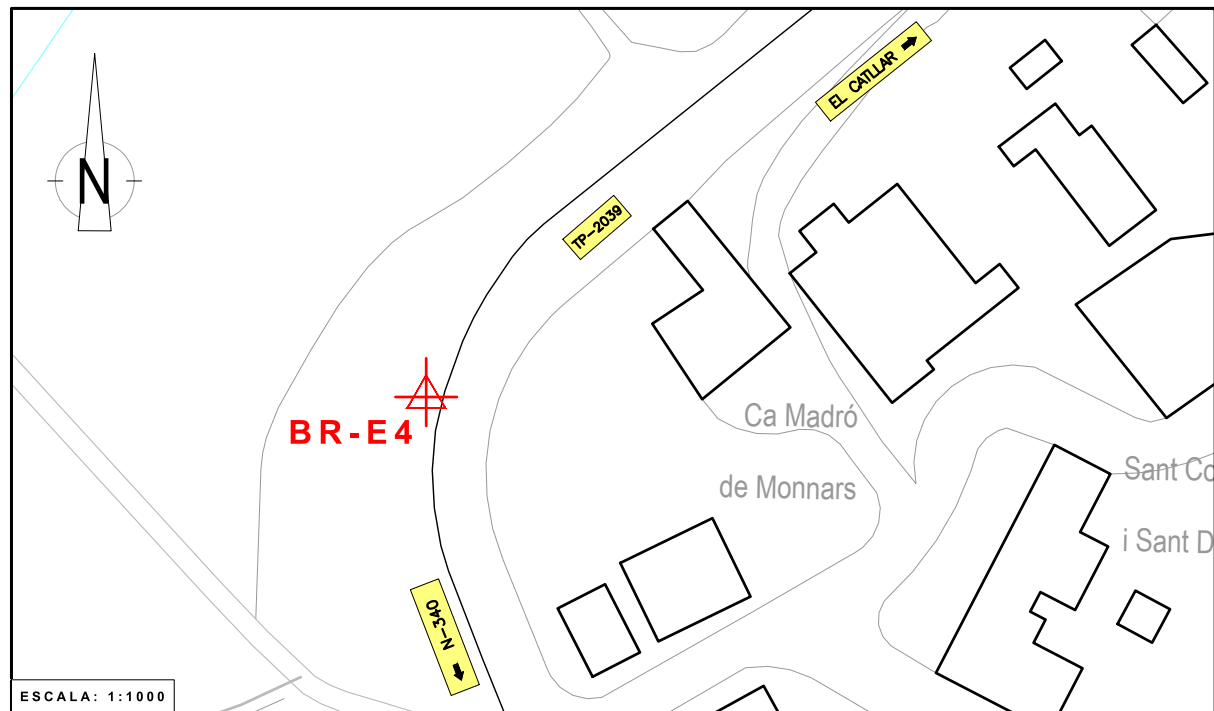 EL CATLLAR
N
TP-2039
Ca Madró
BR-E4
Sant Co
de Monnars
i Sant D
N-340
ESCALA: 1:1000